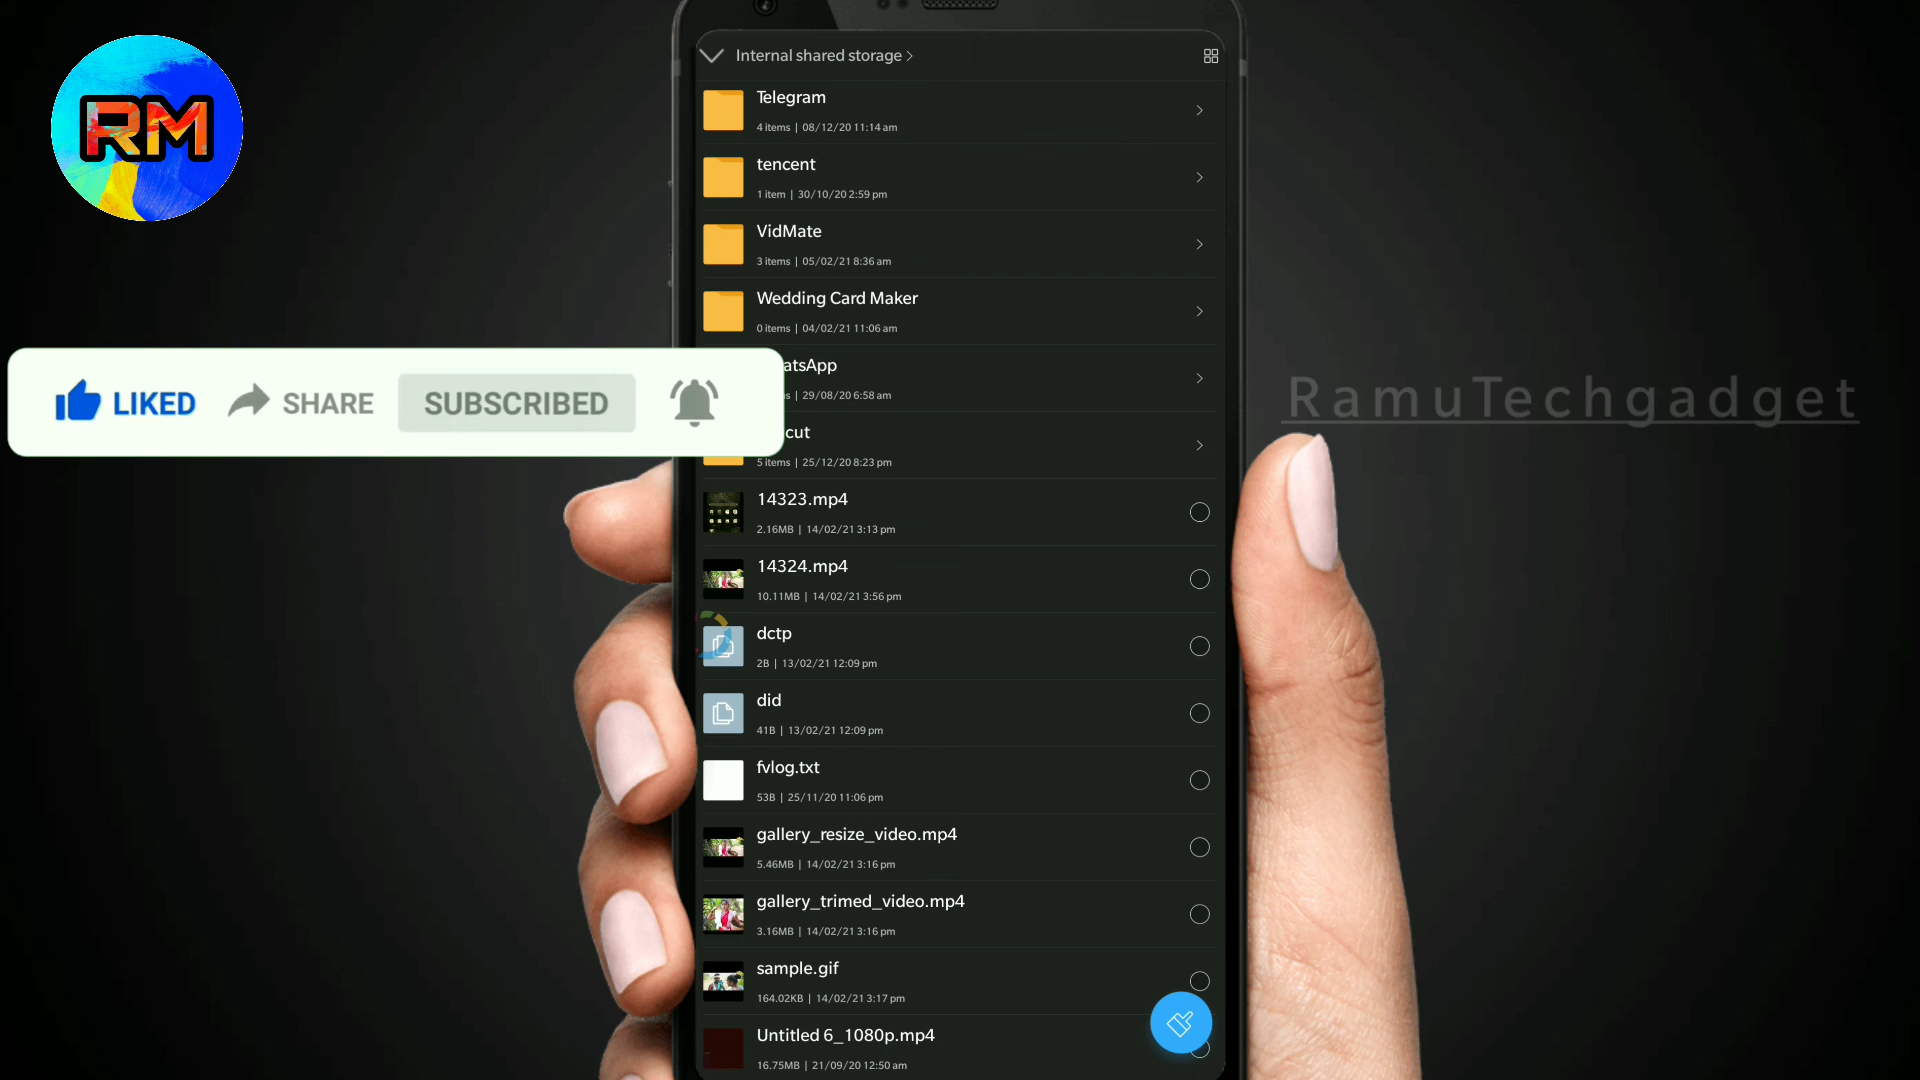 RM
Internal shared storage >
Telegram
4 items | 08/12/20 11:14 am
tencent
1 item | 30/10/20 2:59 pm
VidMate
3 items | 05/02/21 8:36 am
Wedding Card Maker
0 items | 04/02/21 11:06 am
atsApp
s | 29/08/20 6:58 am
LIKED SHARE SUBSCRIBED
RamuTechgadget
cut
5 items | 25/12/20 8:23 pm
14323.mp4
2.16MB | 14/02/21 3:13 pm
14324.mp4
10.11MB | 14/02/21 3:56 pm
dctp
2B | 13/02/21 12:09 pm
did
41B | 13/02/21 12:09 pm
fvlog.txt
53B | 25/11/20 11:06 pm
gallery_resize_video.mp4
5.46MB | 14/02/21 3:16 pm
gallery_trimed_video.mp4
3.16MB | 14/02/21 3:16 pm
sample.gif
164.02KB | 14/02/21 3:17 pm
Untitled 6_1080p.mp4
16.75MB | 21/09/20 12:50 am